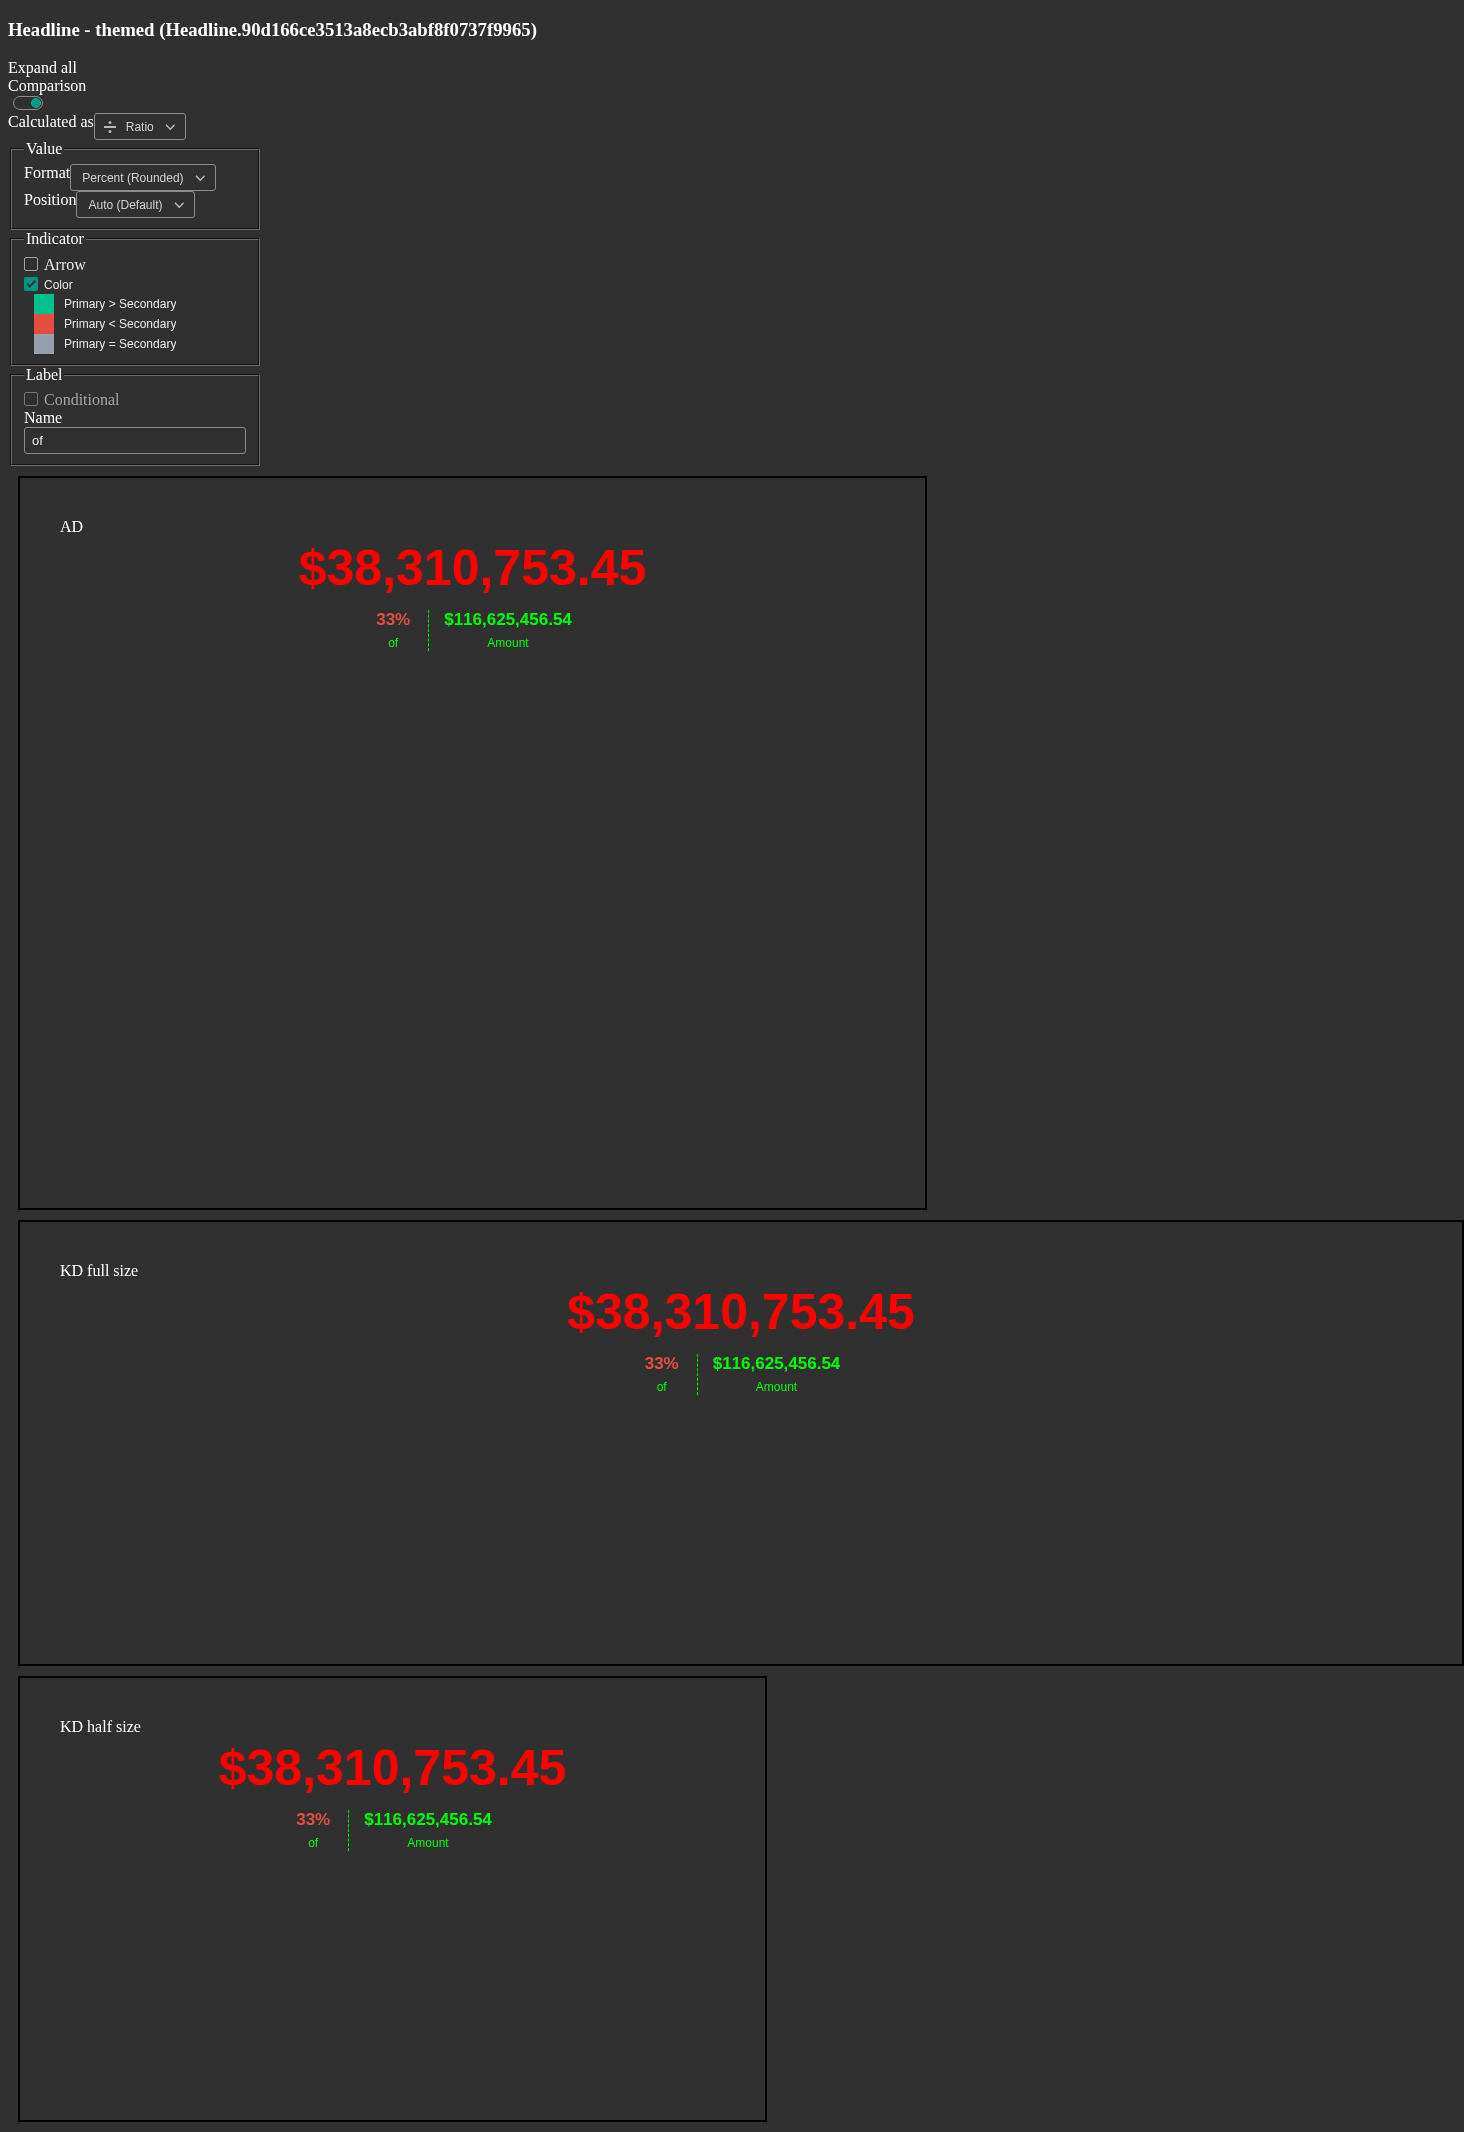 Headline - themed (Headline.90d166ce3513a8ecb3abf8f0737f9965)
Expand all
Comparison
Calculated as Ratio
Value
Format Percent (Rounded)
Position Auto (Default)
Indicator
Arrow
Color
Primary > Secondary
Primary < Secondary
Primary = Secondary
Label
Conditional
Name
of
AD
$38,310,753.45
33% $116,625,456.54
of Amount
KD full size
$38,310,753.45
33% $116,625,456.54
of Amount
KD half size
$38,310,753.45
33% $116,625,456.54
of Amount